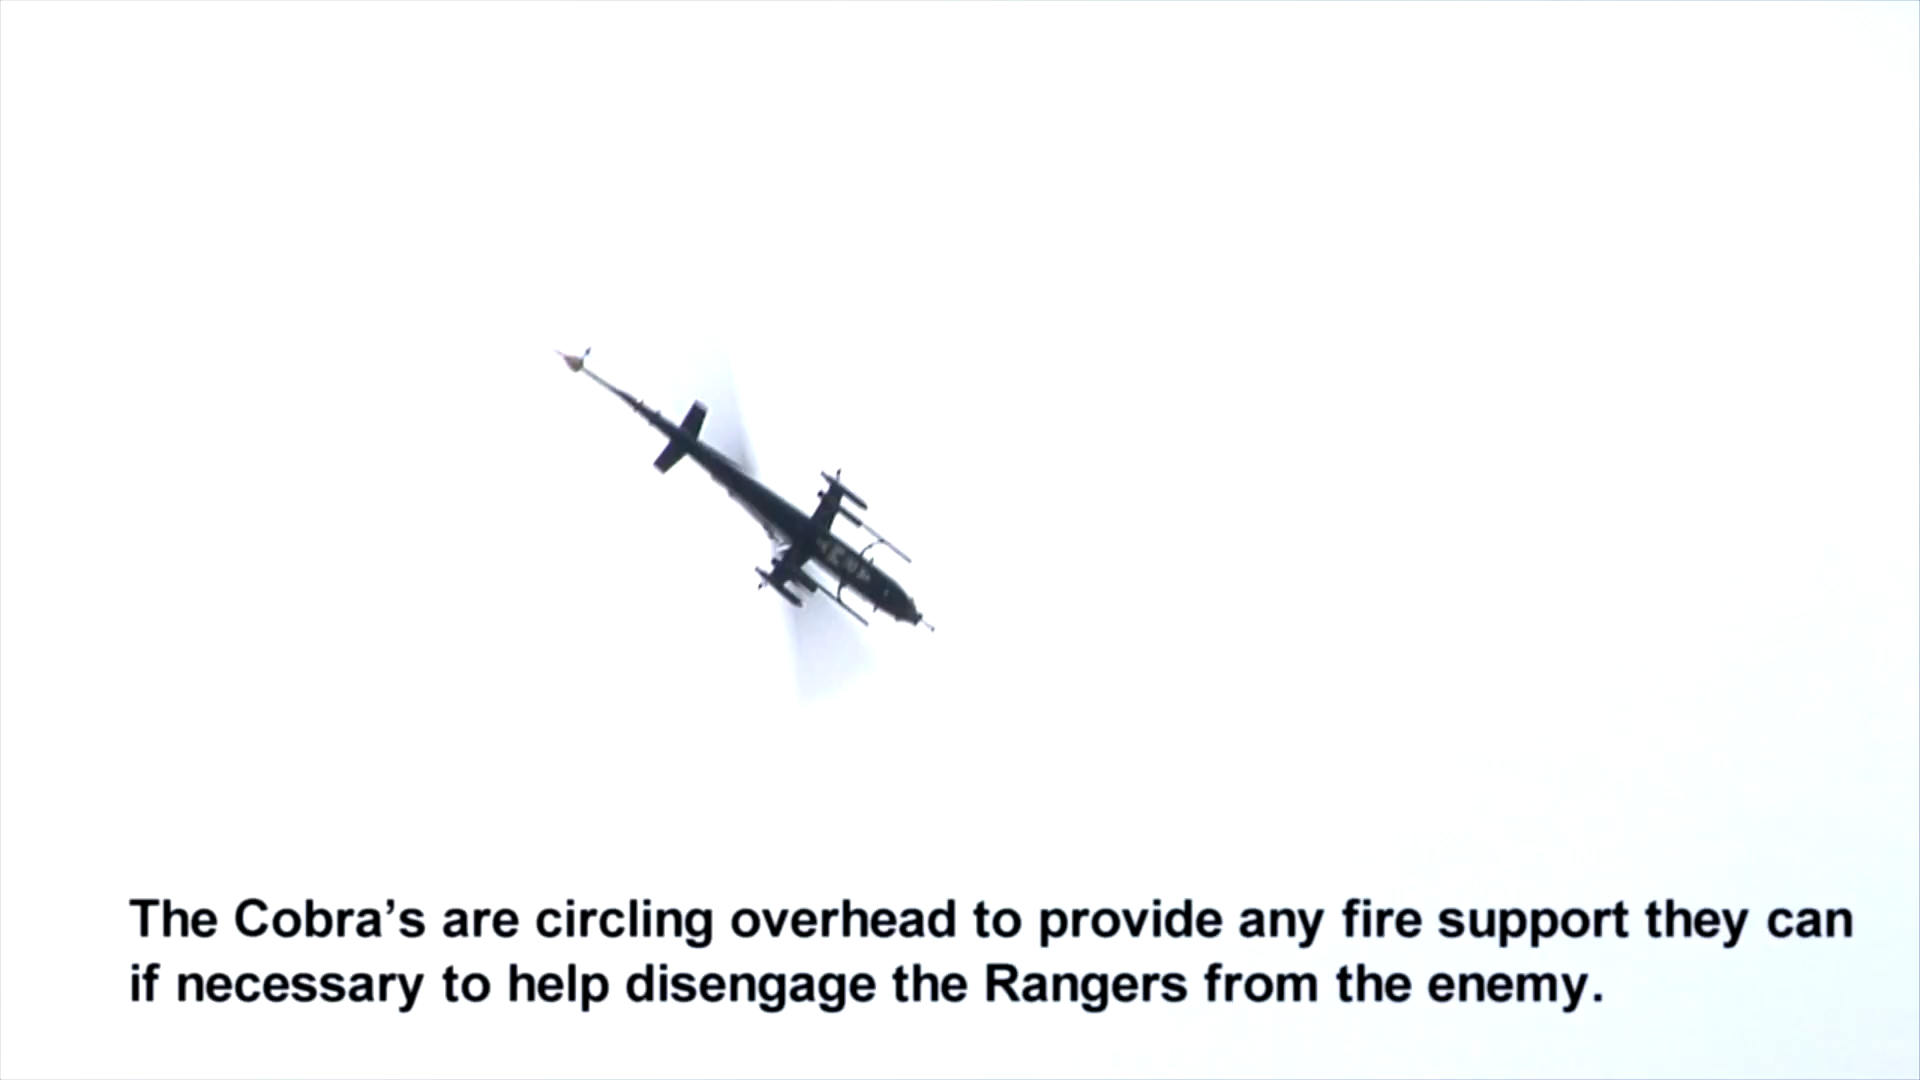 The Cobra’s are circling overhead to provide any fire support they can
if necessary to help disengage the Rangers from the enemy.